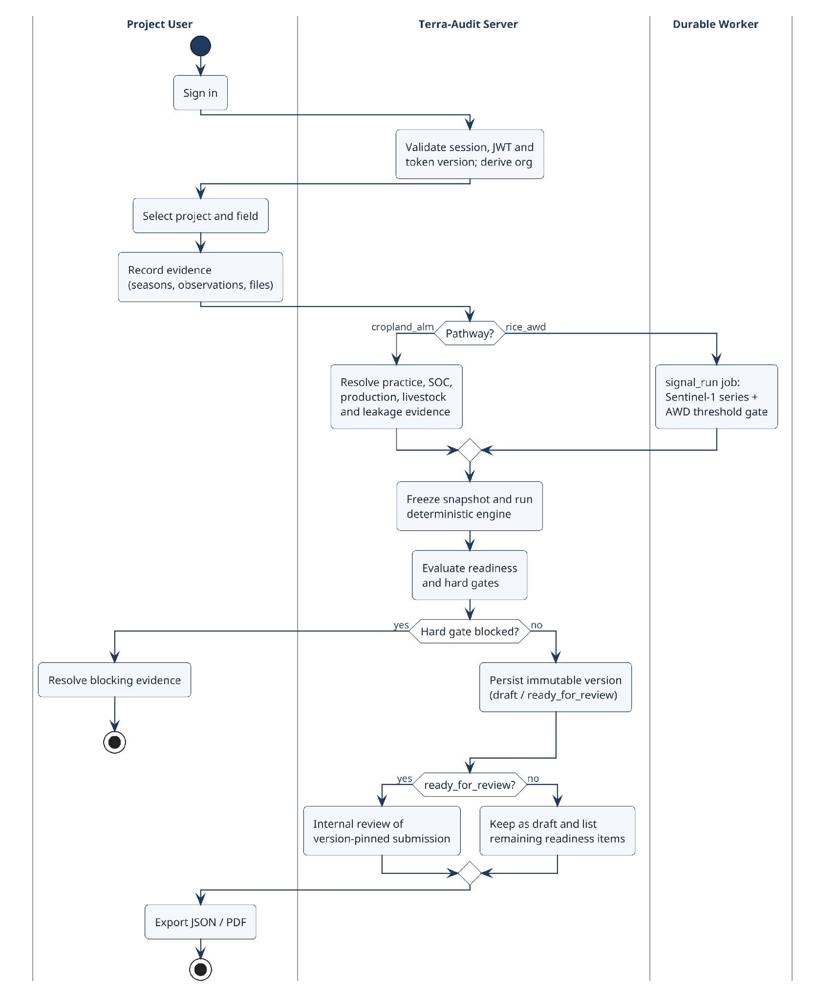 Project User
Terra-Audit Server
Durable Worker
Sign in
Validate session, JWT and
token version; derive org
Select project and field
Record evidence
(seasons, observations, files)
cropland_alm
Pathway?
rice_awd
Resolve practice, SOC,
production, livestock
and leakage evidence
signal_run job:
Sentinel-1 series +
AWD threshold gate
Freeze snapshot and run
deterministic engine
Evaluate readiness
and hard gates
yes
Hard gate blocked?
no
Resolve blocking evidence
Persist immutable version
(draft / ready_for_review)
yes
ready_for_review?
no
Internal review of
version-pinned submission
Keep as draft and list
remaining readiness items
Export JSON / PDF